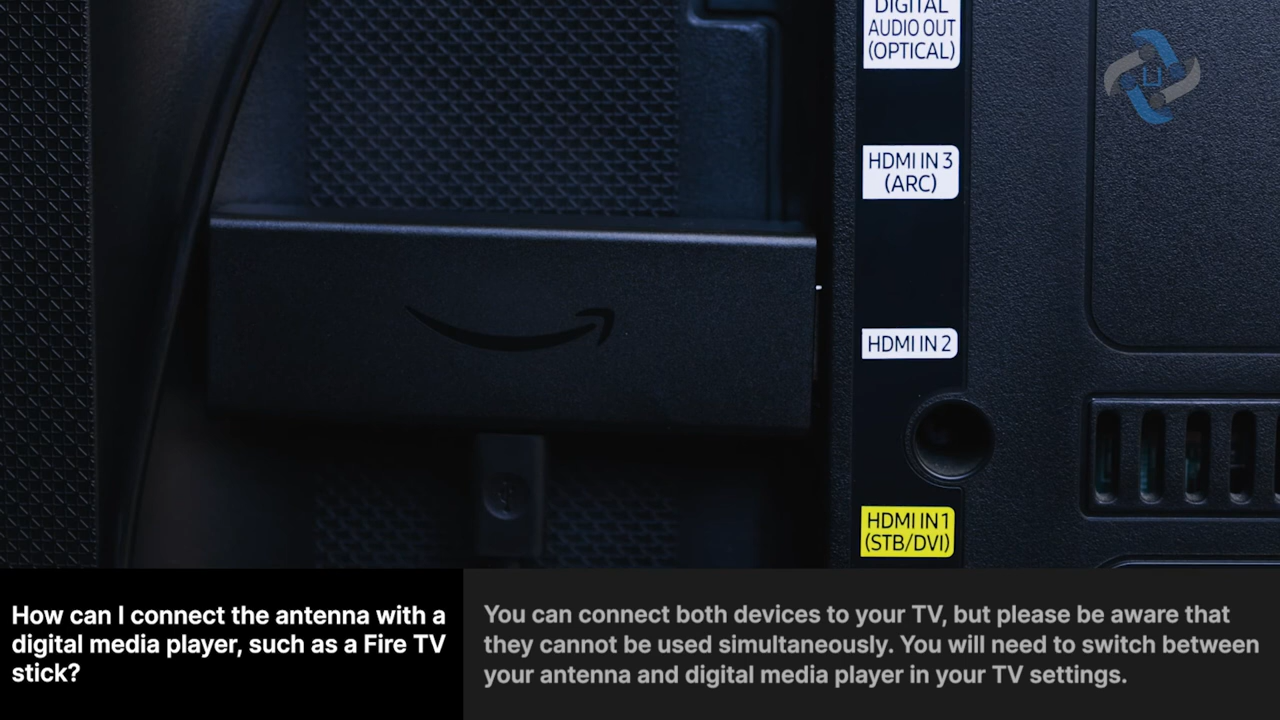 DIGITAL
AUDIO OUT
(OPTICAL)
HDMI IN 3
(ARC)
HDMI IN 2
HDMI IN 1
(STB/DVI)
How can I connect the antenna with a
digital media player, such as a Fire TV
stick?
You can connect both devices to your TV, but please be aware that
they cannot be used simultaneously. You will need to switch between
your antenna and digital media player in your TV settings.